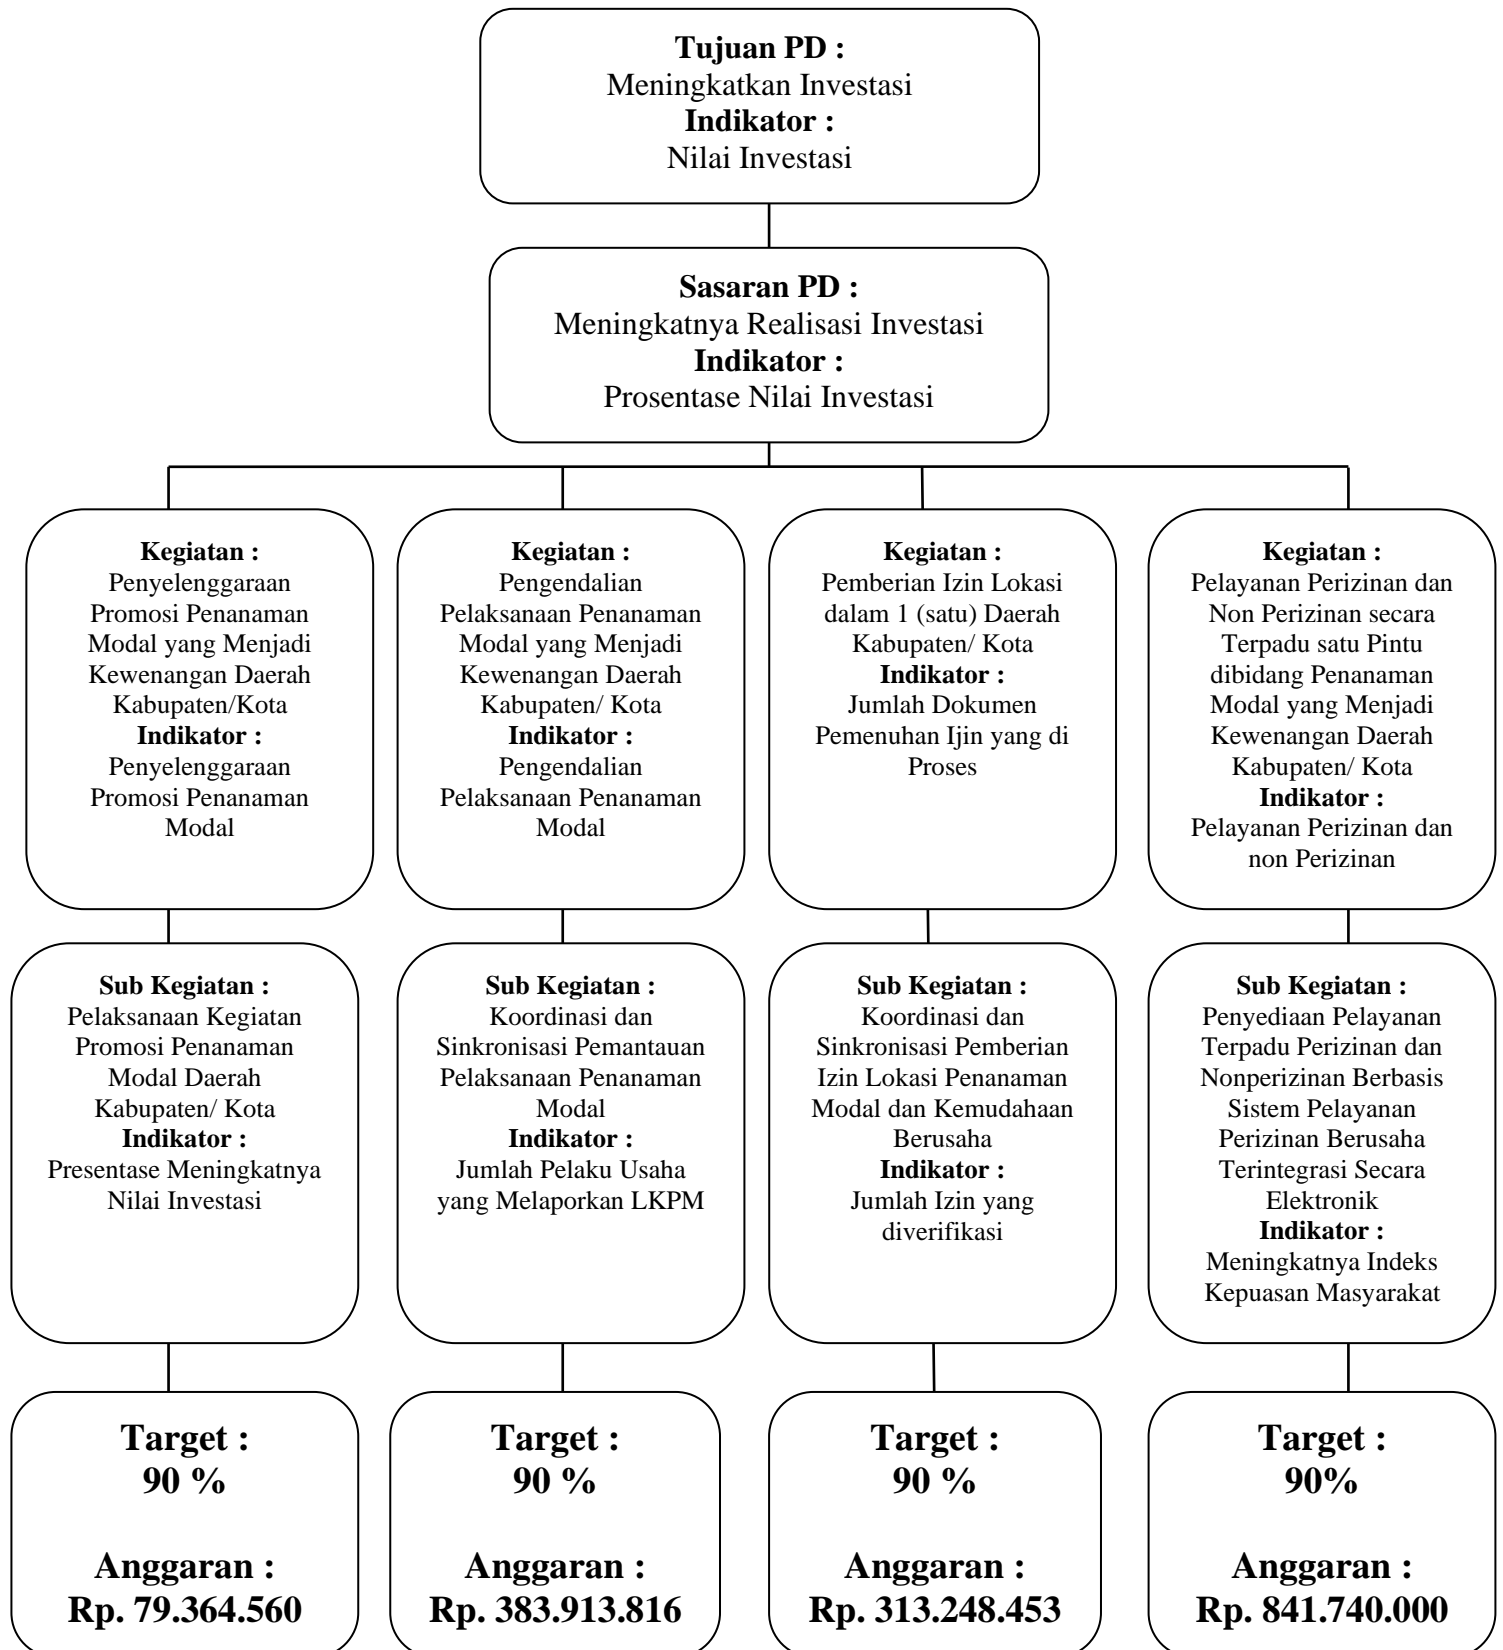 Tujuan PD :
Meningkatkan Investasi
Indikator :
Nilai Investasi
Sasaran PD :
Meningkatnya Realisasi Investasi
Indikator :
Prosentase Nilai Investasi
Kegiatan :
Penyelenggaraan
Promosi Penanaman
Modal yang Menjadi
Kewenangan Daerah
Kabupaten/Kota
Indikator :
Penyelenggaraan
Promosi Penanaman
Modal
Kegiatan :
Pengendalian
Pelaksanaan Penanaman
Modal yang Menjadi
Kewenangan Daerah
Kabupaten/ Kota
Indikator :
Pengendalian
Pelaksanaan Penanaman
Modal
Kegiatan :
Pemberian Izin Lokasi
dalam 1 (satu) Daerah
Kabupaten/ Kota
Indikator :
Jumlah Dokumen
Pemenuhan Ijin yang di
Proses
Kegiatan :
Pelayanan Perizinan dan
Non Perizinan secara
Terpadu satu Pintu
dibidang Penanaman
Modal yang Menjadi
Kewenangan Daerah
Kabupaten/ Kota
Indikator :
Pelayanan Perizinan dan
non Perizinan
Sub Kegiatan :
Pelaksanaan Kegiatan
Promosi Penanaman
Modal Daerah
Kabupaten/ Kota
Indikator :
Presentase Meningkatnya
Nilai Investasi
Sub Kegiatan :
Koordinasi dan
Sinkronisasi Pemantauan
Pelaksanaan Penanaman
Modal
Indikator :
Jumlah Pelaku Usaha
yang Melaporkan LKPM
Sub Kegiatan :
Koordinasi dan
Sinkronisasi Pemberian
Izin Lokasi Penanaman
Modal dan Kemudahaan
Berusaha
Indikator :
Jumlah Izin yang
diverifikasi
Sub Kegiatan :
Penyediaan Pelayanan
Terpadu Perizinan dan
Nonperizinan Berbasis
Sistem Pelayanan
Perizinan Berusaha
Terintegrasi Secara
Elektronik
Indikator :
Meningkatnya Indeks
Kepuasan Masyarakat
Target :
90 %
Anggaran :
Rp. 79.364.560
Target :
90 %
Anggaran :
Rp. 383.913.816
Target :
90 %
Anggaran :
Rp. 313.248.453
Target :
90%
Anggaran :
Rp. 841.740.000